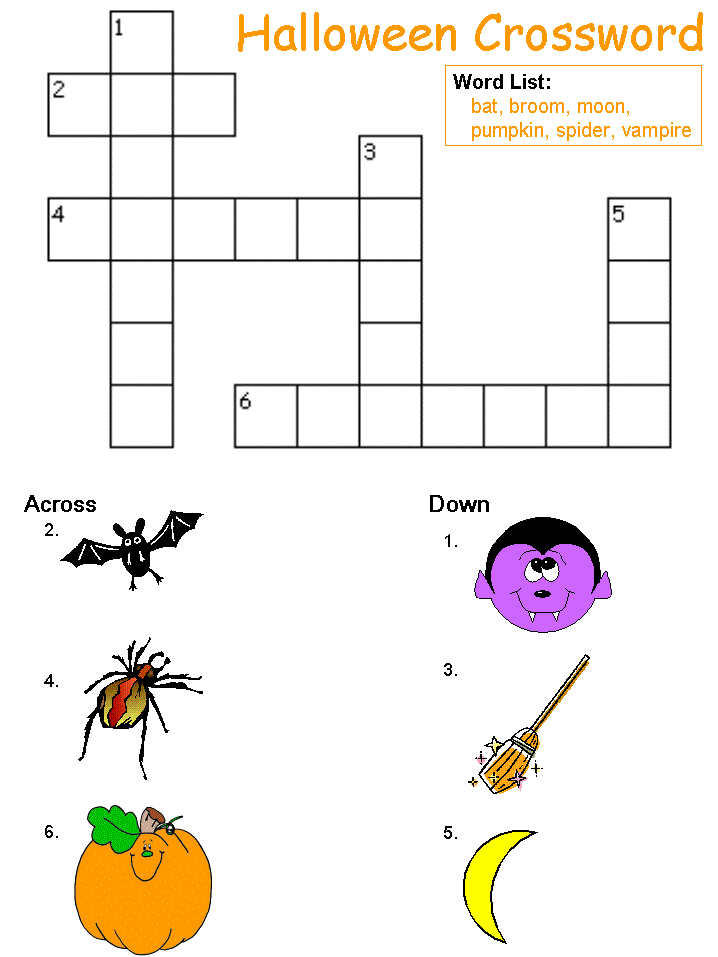 Halloween Crossword
Word List:
bat, broom, moon,
pumpkin, spider, vampire
1
2
3
4
5
6
Across
2.
4.
6.
Down
1.
3.
5.